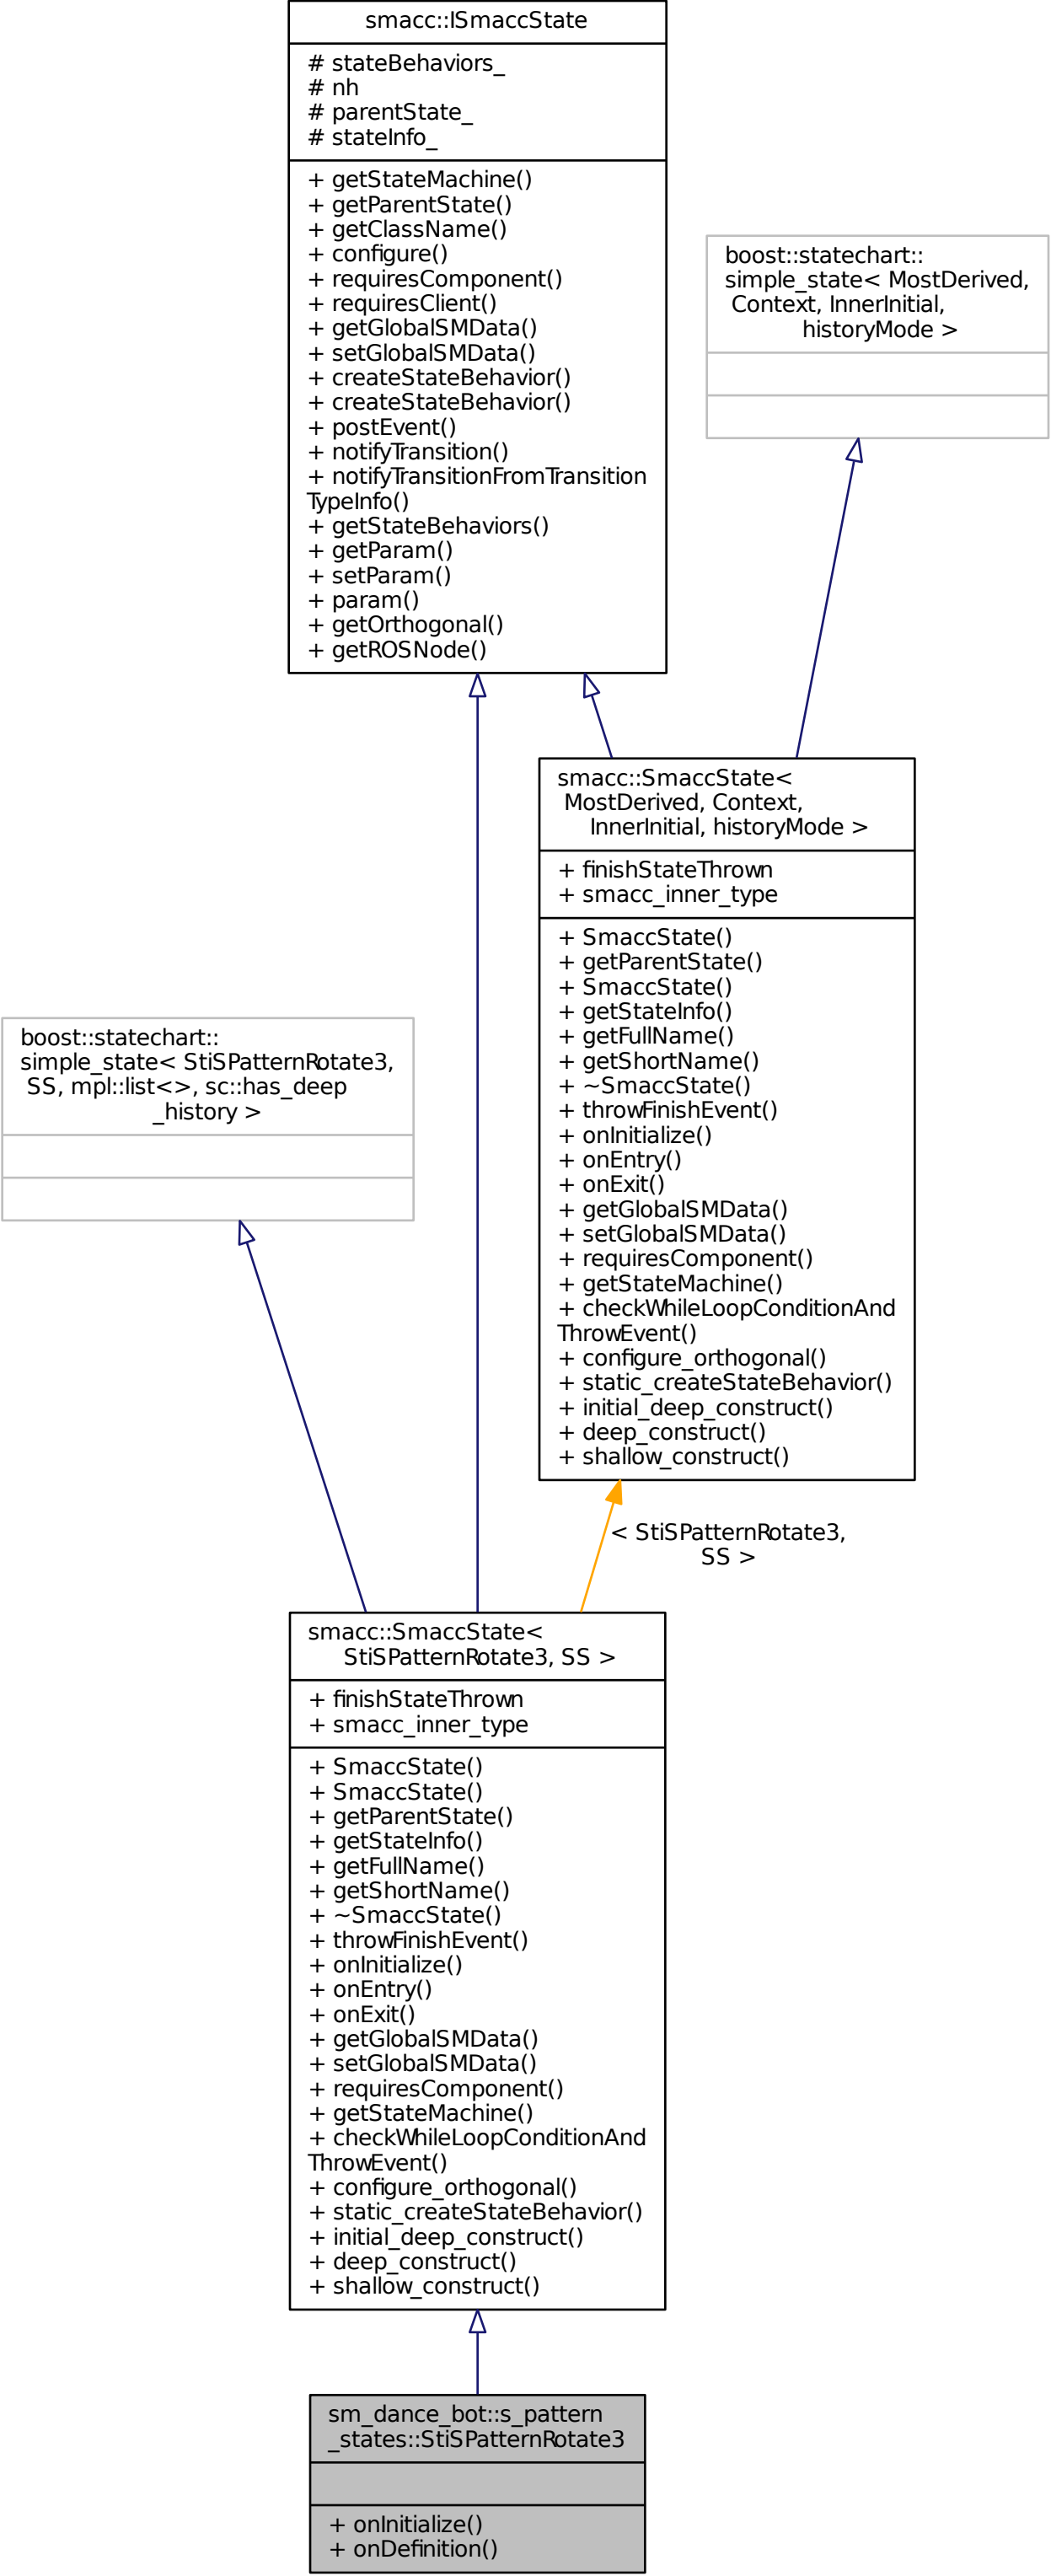 smacc::ISmaccState
# stateBehaviors_
# nh
# parentState_
# stateInfo_
+ getStateMachine()
+ getParentState()
+ getClassName()
+ configure()
+ requiresComponent()
+ requiresClient()
+ getGlobalSMData()
+ setGlobalSMData()
+ createStateBehavior()
+ createStateBehavior()
+ postEvent()
+ notifyTransition()
+ notifyTransitionFromTransition
TypeInfo()
+ getStateBehaviors()
+ getParam()
+ setParam()
+ param()
+ getOrthogonal()
+ getROSNode()
boost::statechart::
simple_state< MostDerived,
Context, InnerInitial,
historyMode >
smacc::SmaccState<
MostDerived, Context,
InnerInitial, historyMode >
+ finishStateThrown
+ smacc_inner_type
+ SmaccState()
+ getParentState()
+ SmaccState()
+ getStateInfo()
+ getFullName()
+ getShortName()
+ ~SmaccState()
+ throwFinishEvent()
+ onInitialize()
+ onEntry()
+ onExit()
+ getGlobalSMData()
+ setGlobalSMData()
+ requiresComponent()
+ getStateMachine()
+ checkWhileLoopConditionAnd
ThrowEvent()
+ configure_orthogonal()
+ static_createStateBehavior()
+ initial_deep_construct()
+ deep_construct()
+ shallow_construct()
boost::statechart::
simple_state< StiSPatternRotate3,
SS, mpl::list<>, sc::has_deep
_history >
< StiSPatternRotate3,
SS >
smacc::SmaccState<
StiSPatternRotate3, SS >
+ finishStateThrown
+ smacc_inner_type
+ SmaccState()
+ SmaccState()
+ getParentState()
+ getStateInfo()
+ getFullName()
+ getShortName()
+ ~SmaccState()
+ throwFinishEvent()
+ onInitialize()
+ onEntry()
+ onExit()
+ getGlobalSMData()
+ setGlobalSMData()
+ requiresComponent()
+ getStateMachine()
+ checkWhileLoopConditionAnd
ThrowEvent()
+ configure_orthogonal()
+ static_createStateBehavior()
+ initial_deep_construct()
+ deep_construct()
+ shallow_construct()
sm_dance_bot::s_pattern
_states::StiSPatternRotate3
+ onInitialize()
+ onDefinition()